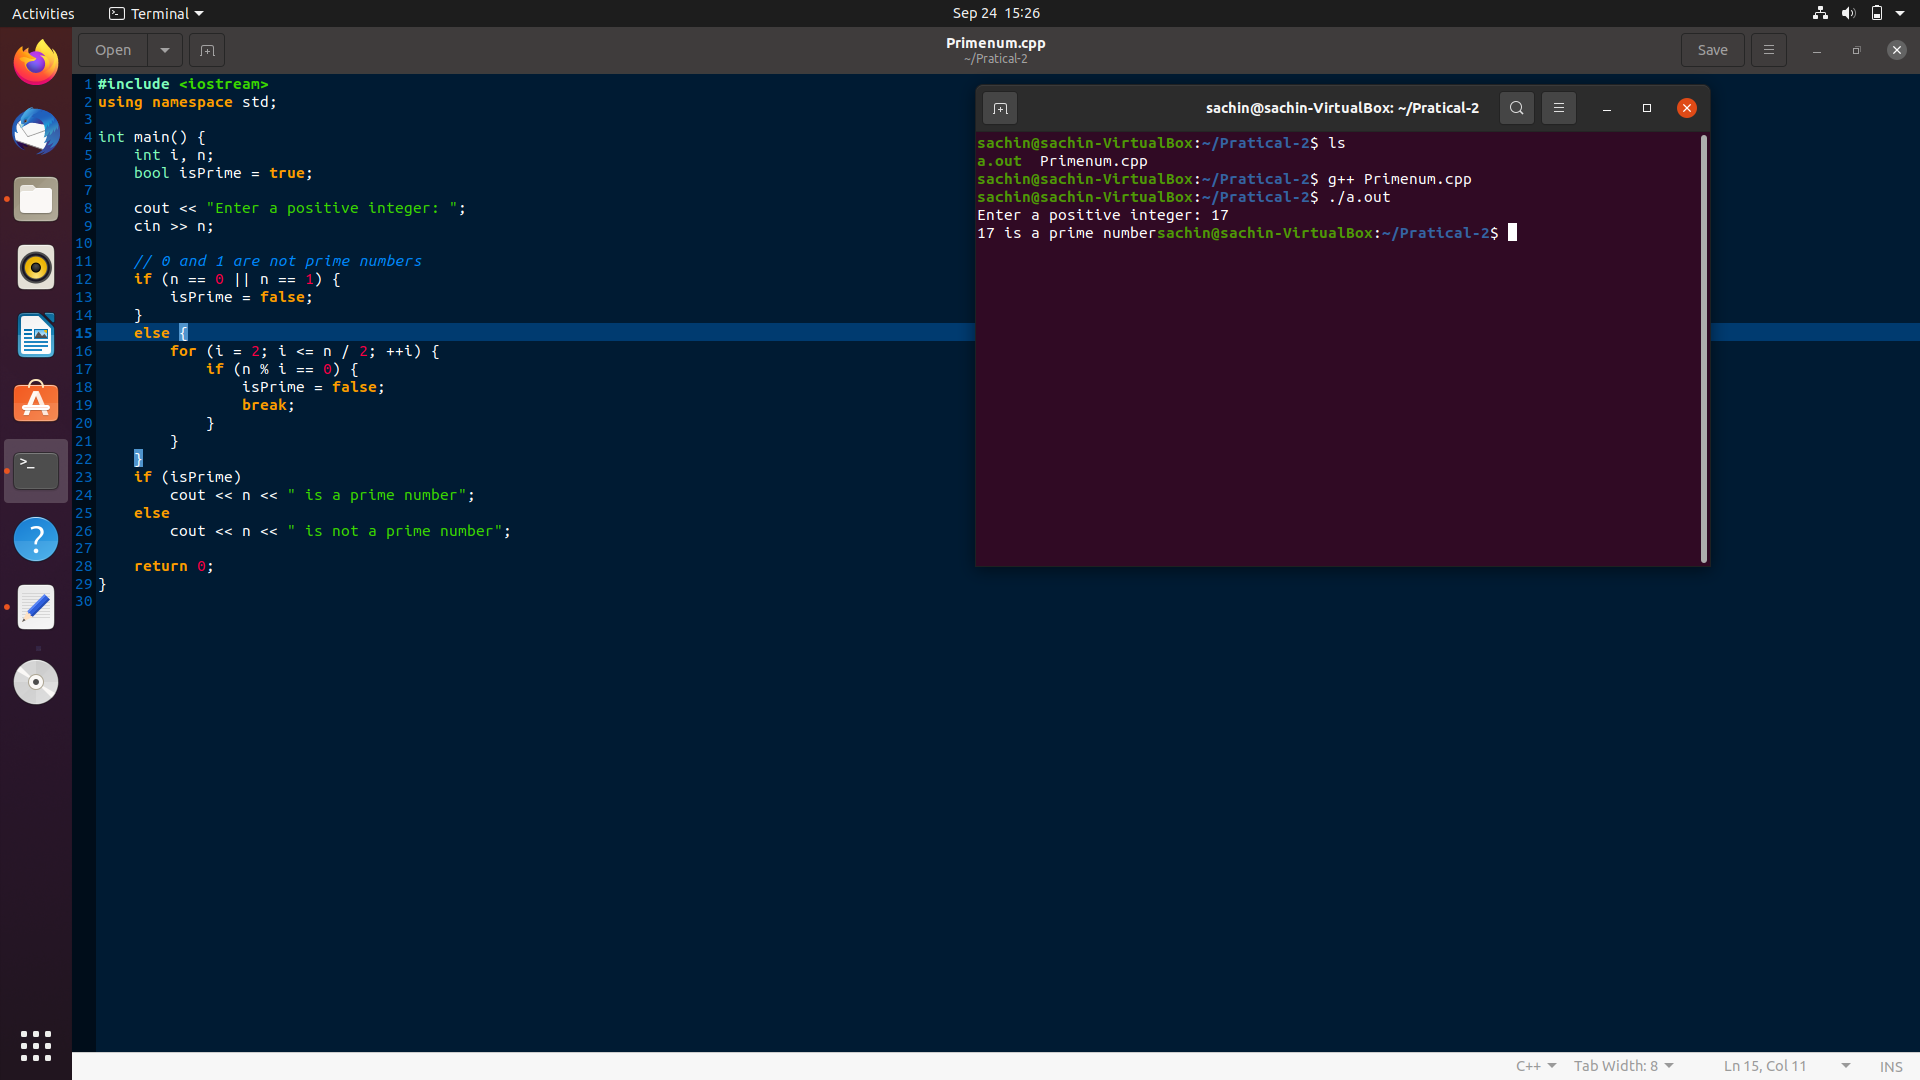 Activities
Terminal
Sep 24 15:26
Open
Primenum.cpp
~/Pratical-2
Save
1 #include <iostream>
2 using namespace std;
3
4 int main() {
5     int i, n;
6     bool isPrime = true;
7
8     cout << "Enter a positive integer: ";
9     cin >> n;
10
11     // 0 and 1 are not prime numbers
12     if (n == 0 || n == 1) {
13         isPrime = false;
14     }
15     else {
16         for (i = 2; i <= n / 2; ++i) {
17             if (n % i == 0) {
18                 isPrime = false;
19                 break;
20             }
21         }
22     }
23     if (isPrime)
24         cout << n << " is a prime number";
25     else
26         cout << n << " is not a prime number";
27
28     return 0;
29 }
30
sachin@sachin-VirtualBox: ~/Pratical-2
sachin@sachin-VirtualBox:~/Pratical-2$ ls
a.out  Primenum.cpp
sachin@sachin-VirtualBox:~/Pratical-2$ g++ Primenum.cpp
sachin@sachin-VirtualBox:~/Pratical-2$ ./a.out
Enter a positive integer: 17
17 is a prime numbersachin@sachin-VirtualBox:~/Pratical-2$
C++
Tab Width: 8
Ln 15, Col 11
INS